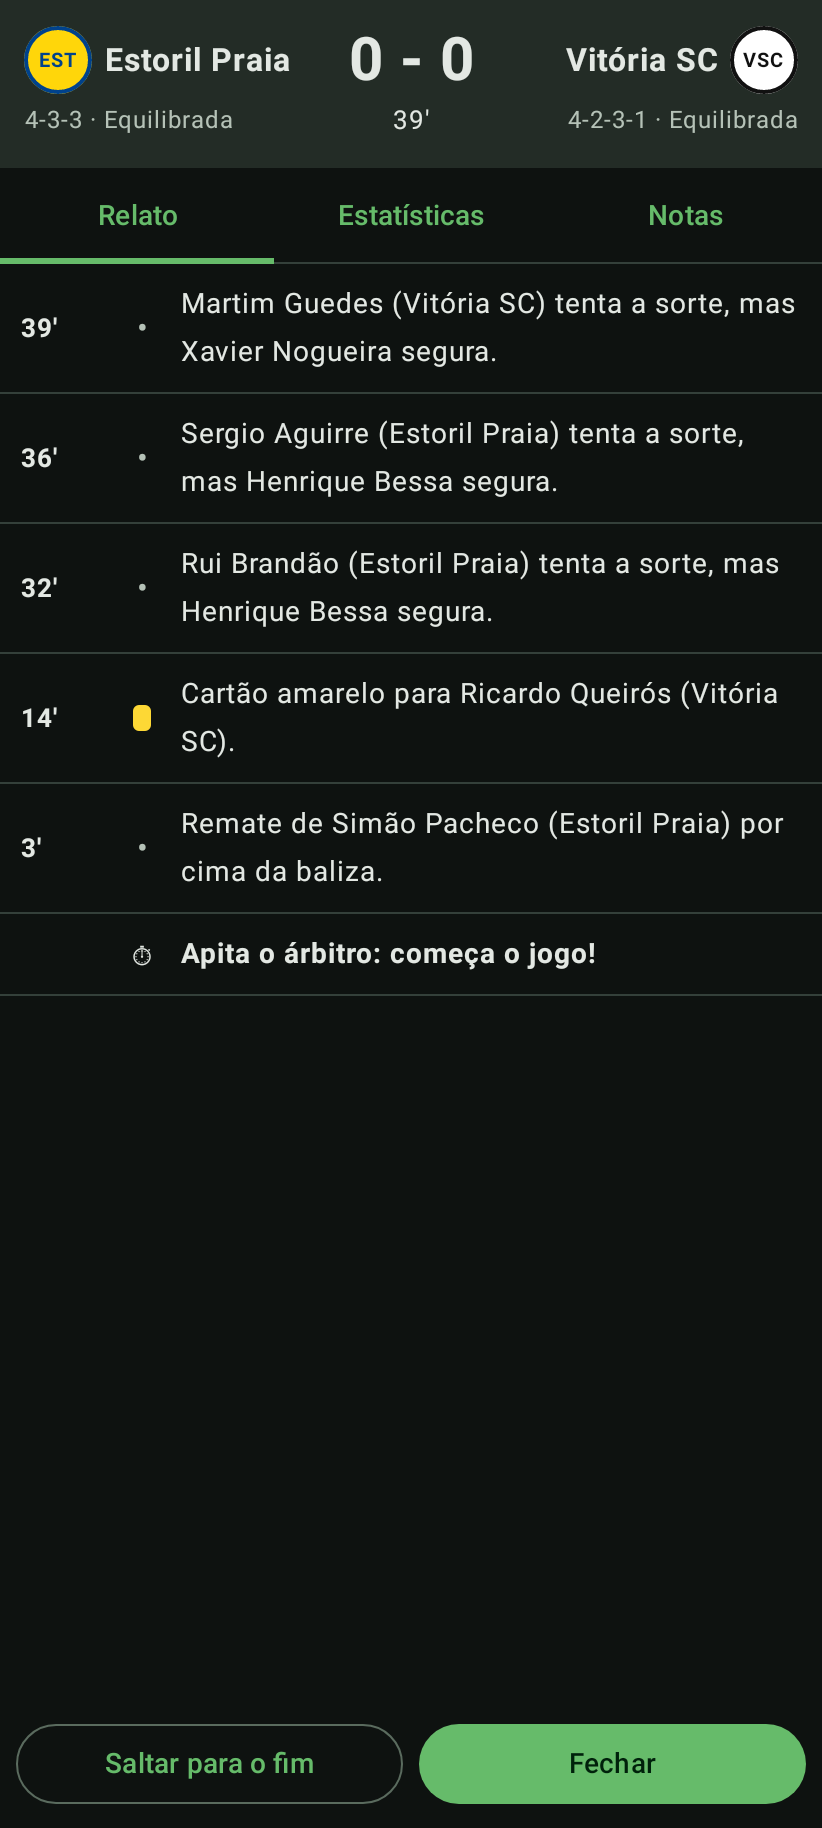 EST Estoril Praia 0 - 0 Vitória SC VSC
4-3-3 · Equilibrada 39' 4-2-3-1 · Equilibrada
Relato Estatísticas Notas
39' • Martim Guedes (Vitória SC) tenta a sorte, mas
Xavier Nogueira segura.
36' • Sergio Aguirre (Estoril Praia) tenta a sorte,
mas Henrique Bessa segura.
32' • Rui Brandão (Estoril Praia) tenta a sorte, mas
Henrique Bessa segura.
14' Cartão amarelo para Ricardo Queirós (Vitória
SC).
3' • Remate de Simão Pacheco (Estoril Praia) por
cima da baliza.
⏱ Apita o árbitro: começa o jogo!
Saltar para o fim Fechar